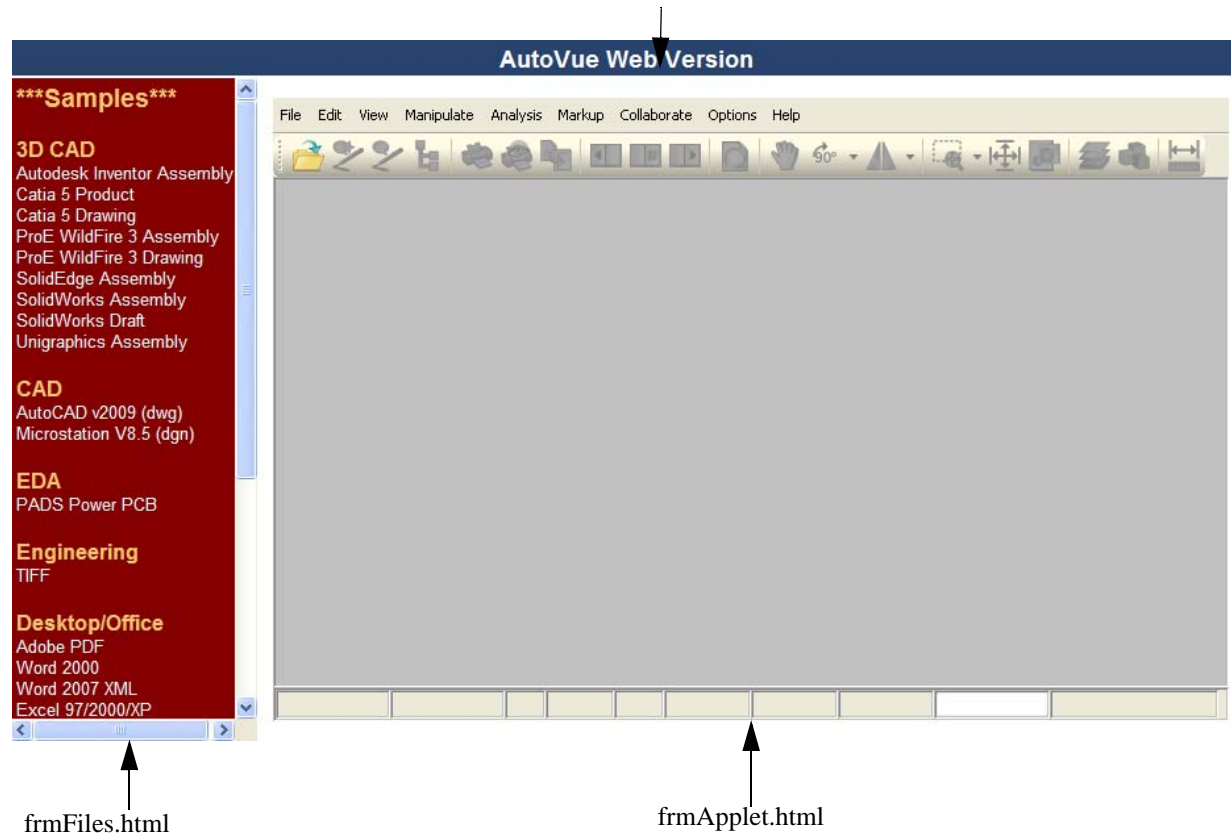 AutoVue Web Version
***Samples***
3D CAD
Autodesk Inventor Assembly
Catia 5 Product
Catia 5 Drawing
ProE WildFire 3 Assembly
ProE WildFire 3 Drawing
SolidEdge Assembly
SolidWorks Assembly
SolidWorks Draft
Unigraphics Assembly
CAD
AutoCAD v2009 (dwg)
Microstation V8.5 (dgn)
EDA
PADS Power PCB
Engineering
TIFF
Desktop/Office
Adobe PDF
Word 2000
Word 2007 XML
Excel 97/2000/XP
File Edit View Manipulate Analysis Markup Collaborate Options Help
90°
frmFiles.html
frmApplet.html